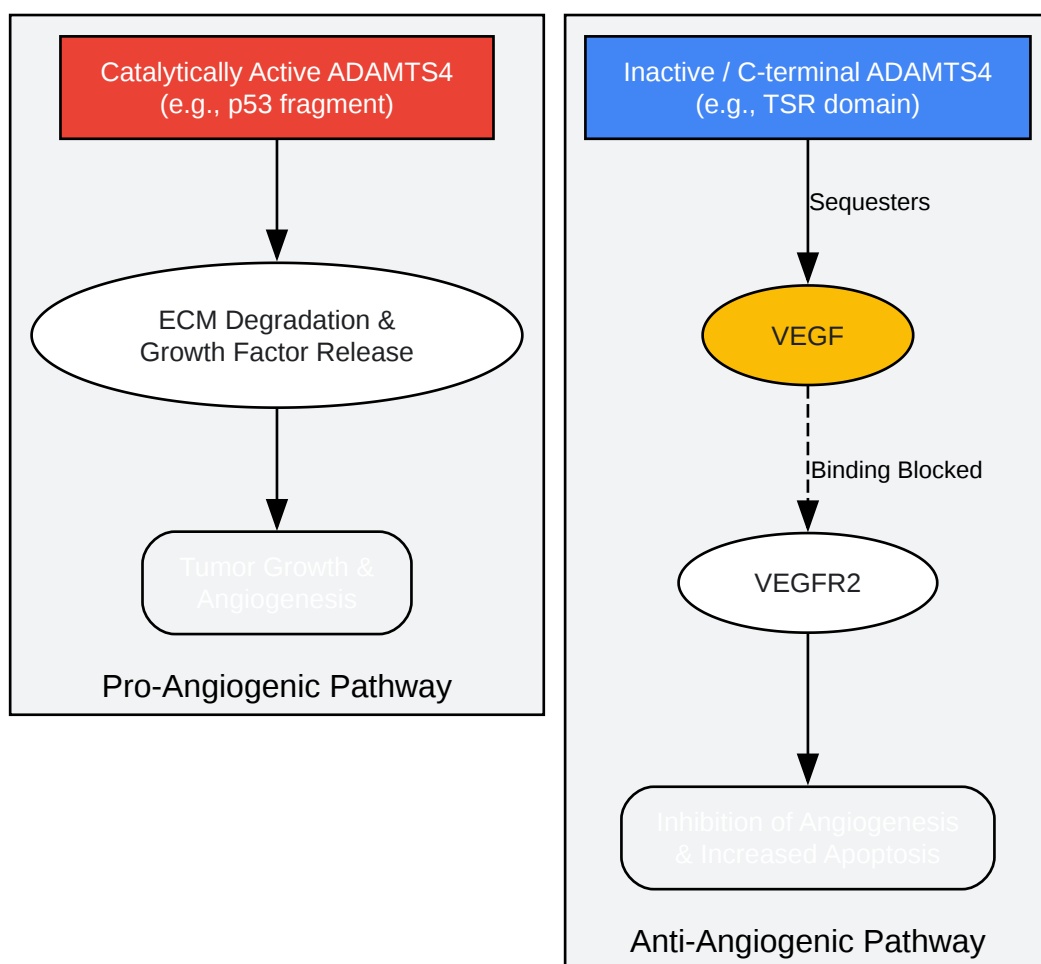 Catalytically Active ADAMTS4
(e.g., p53 fragment)
ECM Degradation &
Growth Factor Release
Tumor Growth &
Angiogenesis
Pro-Angiogenic Pathway
Inactive / C-terminal ADAMTS4
(e.g., TSR domain)
Sequesters
VEGF
Binding Blocked
VEGFR2
Inhibition of Angiogenesis
& Increased Apoptosis
Anti-Angiogenic Pathway